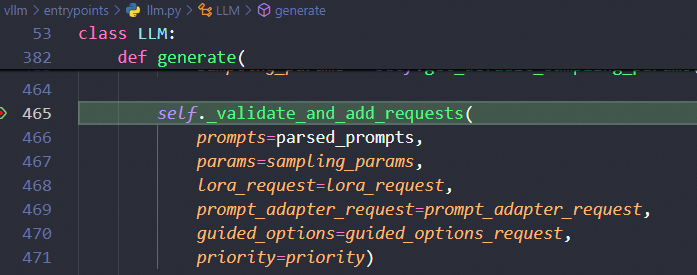 vllm > entrypoints > llm.py > LLM > generate
53 class LLM:
382 def generate(
464
465 self._validate_and_add_requests(
466 prompts=parsed_prompts,
467 params=sampling_params,
468 lora_request=lora_request,
469 prompt_adapter_request=prompt_adapter_request,
470 guided_options=guided_options_request,
471 priority=priority)